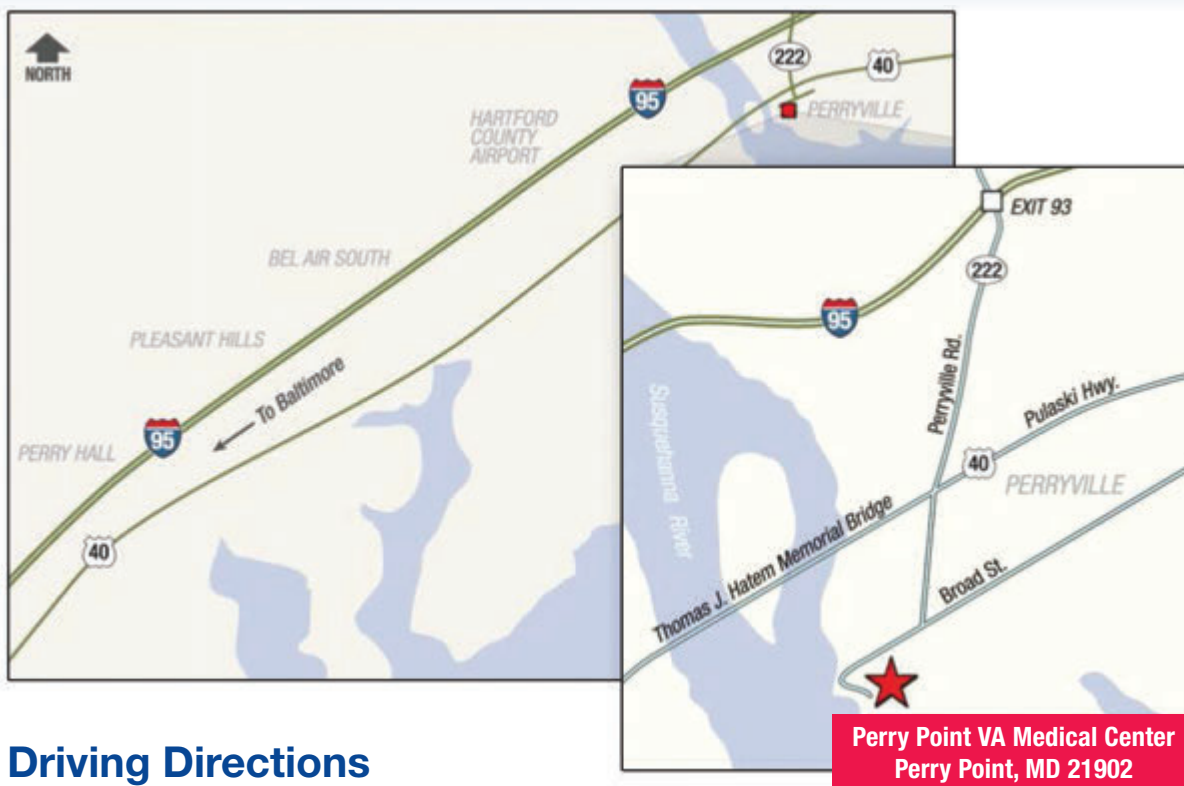 NORTH
222
40
95
PERRYVILLE
HARTFORD
COUNTY
AIRPORT
BEL AIR SOUTH
PLEASANT HILLS
To Baltimore
95
PERRY HALL
40
EXIT 93
222
95
Perryville Rd.
Pulaski Hwy.
Susquehanna River
40
PERRYVILLE
Thomas J. Hatem Memorial Bridge
Broad St.
Perry Point VA Medical Center
Perry Point, MD 21902
Driving Directions